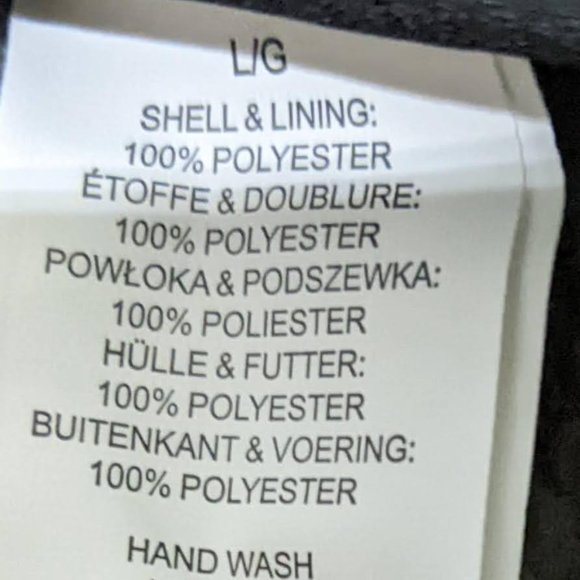 L/G
SHELL & LINING:
100% POLYESTER
ÉTOFFE & DOUBLURE:
100% POLYESTER
POWŁOKA & PODSZEWKA:
100% POLIESTER
HÜLLE & FUTTER:
100% POLYESTER
BUITENKANT & VOERING:
100% POLYESTER
HAND WASH